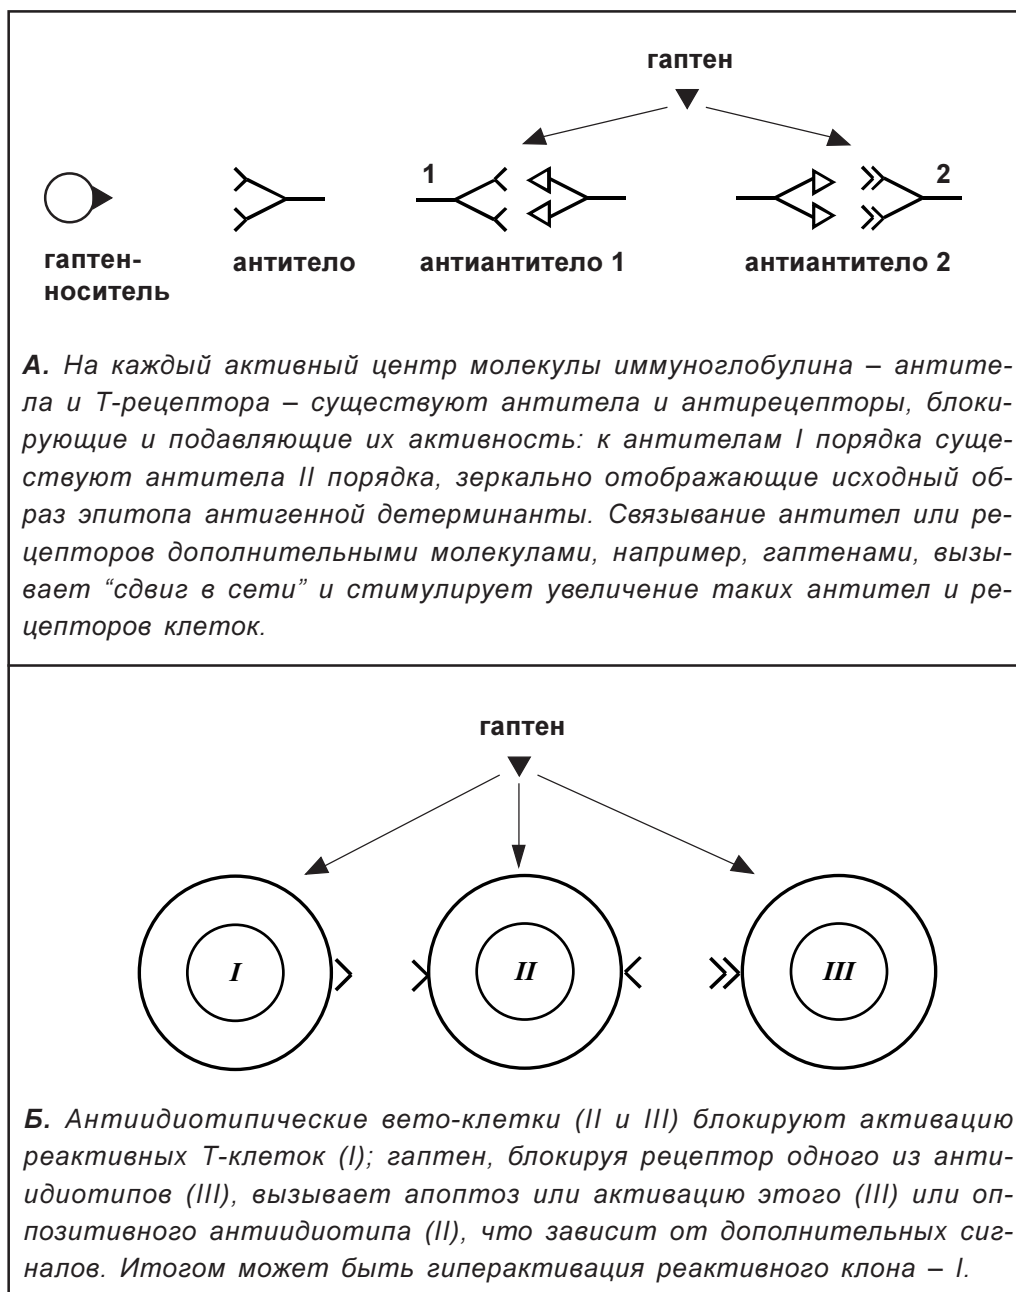 гаптен
1
2
гаптен-
носитель
антитело
антиантитело 1
антиантитело 2
А. На каждый активный центр молекулы иммуноглобулина – антите-
ла и Т-рецептора – существуют антитела и антирецепторы, блоки-
рующие и подавляющие их активность: к антителам I порядка суще-
ствуют антитела II порядка, зеркально отображающие исходный об-
раз эпитопа антигенной детерминанты. Связывание антител или ре-
цепторов дополнительными молекулами, например, гаптенами, вызы-
вает “сдвиг в сети” и стимулирует увеличение таких антител и ре-
цепторов клеток.
гаптен
I
II
III
Б. Антиидиотипические вето-клетки (II и III) блокируют активацию
реактивных Т-клеток (I); гаптен, блокируя рецептор одного из анти-
идиотипов (III), вызывает апоптоз или активацию этого (III) или оп-
позитивного антиидиотипа (II), что зависит от дополнительных сиг-
налов. Итогом может быть гиперактивация реактивного клона – I.